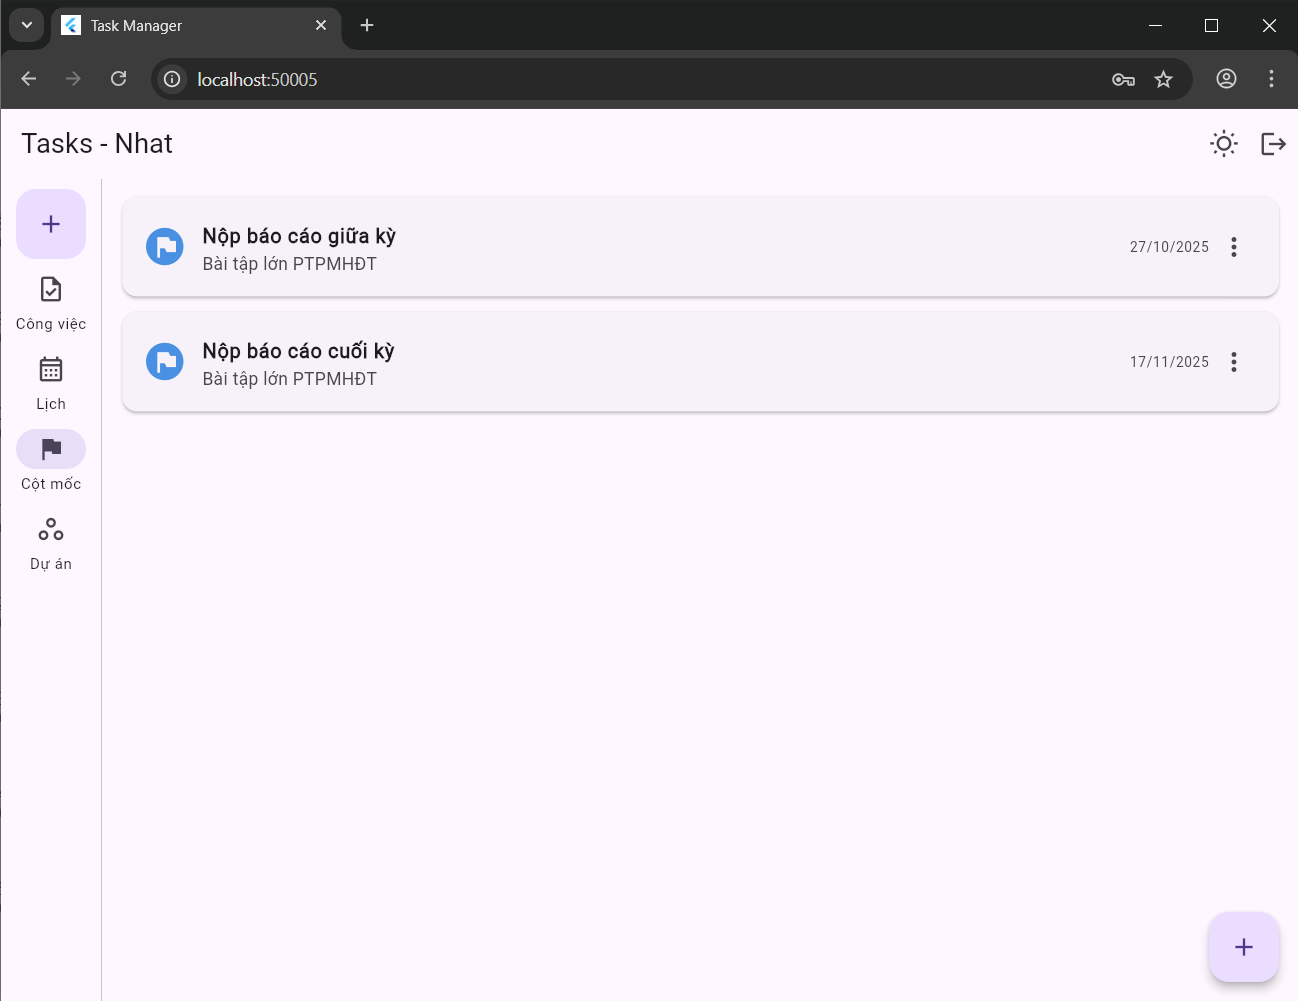 Task Manager
localhost:50005
Tasks - Nhat
Công việc
Lịch
Cột mốc
Dự án
Nộp báo cáo giữa kỳ
Bài tập lớn PTPMHĐT
27/10/2025
Nộp báo cáo cuối kỳ
Bài tập lớn PTPMHĐT
17/11/2025